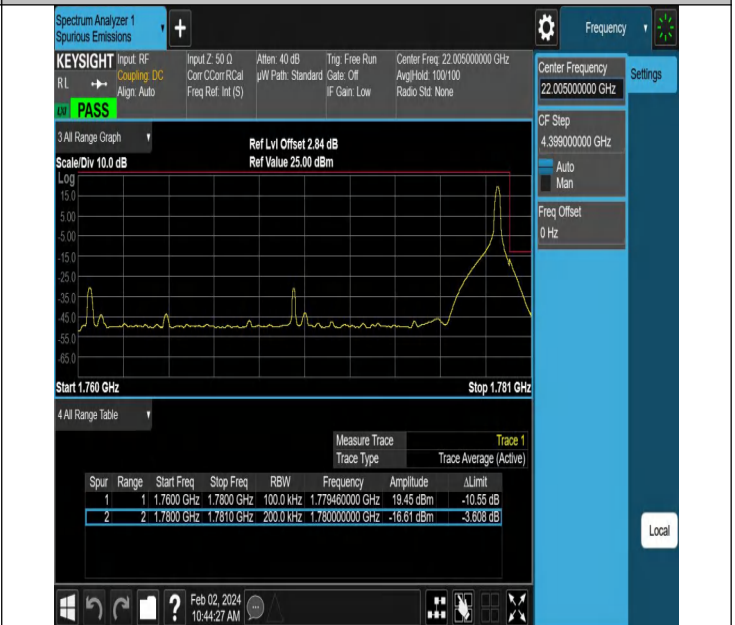 Spectrum Analyzer 1
Spurious Emissions
+
Frequency
KEYSIGHT
RL
PASS
Input: RF
Coupling: DC
Align: Auto
Input Z: 50 Ω
Corr CCorr RCal
Freq Ref: Int (S)
Atten: 40 dB
µW Path: Standard
Trig: Free Run
Gate: Off
IF Gain: Low
Center Freq: 22.005000000 GHz
Avg|Hold: 100/100
Radio Std: None
Center Frequency
22.005000000 GHz
Settings
CF Step
4.399000000 GHz
Auto
Man
Freq Offset
0 Hz
Local
3 All Range Graph
Scale/Div 10.0 dB
Ref Lvl Offset 2.84 dB
Ref Value 25.00 dBm
Log
15.0
5.00
-5.00
-15.0
-25.0
-35.0
-45.0
-55.0
-65.0
Start 1.760 GHz
Stop 1.781 GHz
4 All Range Table
Measure Trace Trace 1
Trace Type Trace Average (Active)
Spur Range Start Freq Stop Freq RBW Frequency Amplitude ΔLimit
1 1 1.7600 GHz 1.7800 GHz 100.0 kHz 1.779460000 GHz 19.45 dBm -10.55 dB
2 2 1.7800 GHz 1.7810 GHz 200.0 kHz 1.780000000 GHz -16.61 dBm -3.608 dB
?
Feb 02, 2024
10:44:27 AM